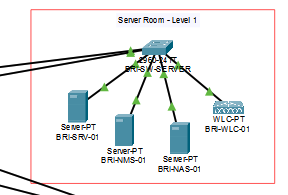 Server Room - Level 1
2960-24TT
BRI-SW-SERVER
Server-PT
BRI-SRV-01
Server-PT
BRI-NMS-01
Server-PT
BRI-NAS-01
WLC-PT
BRI-WLC-01